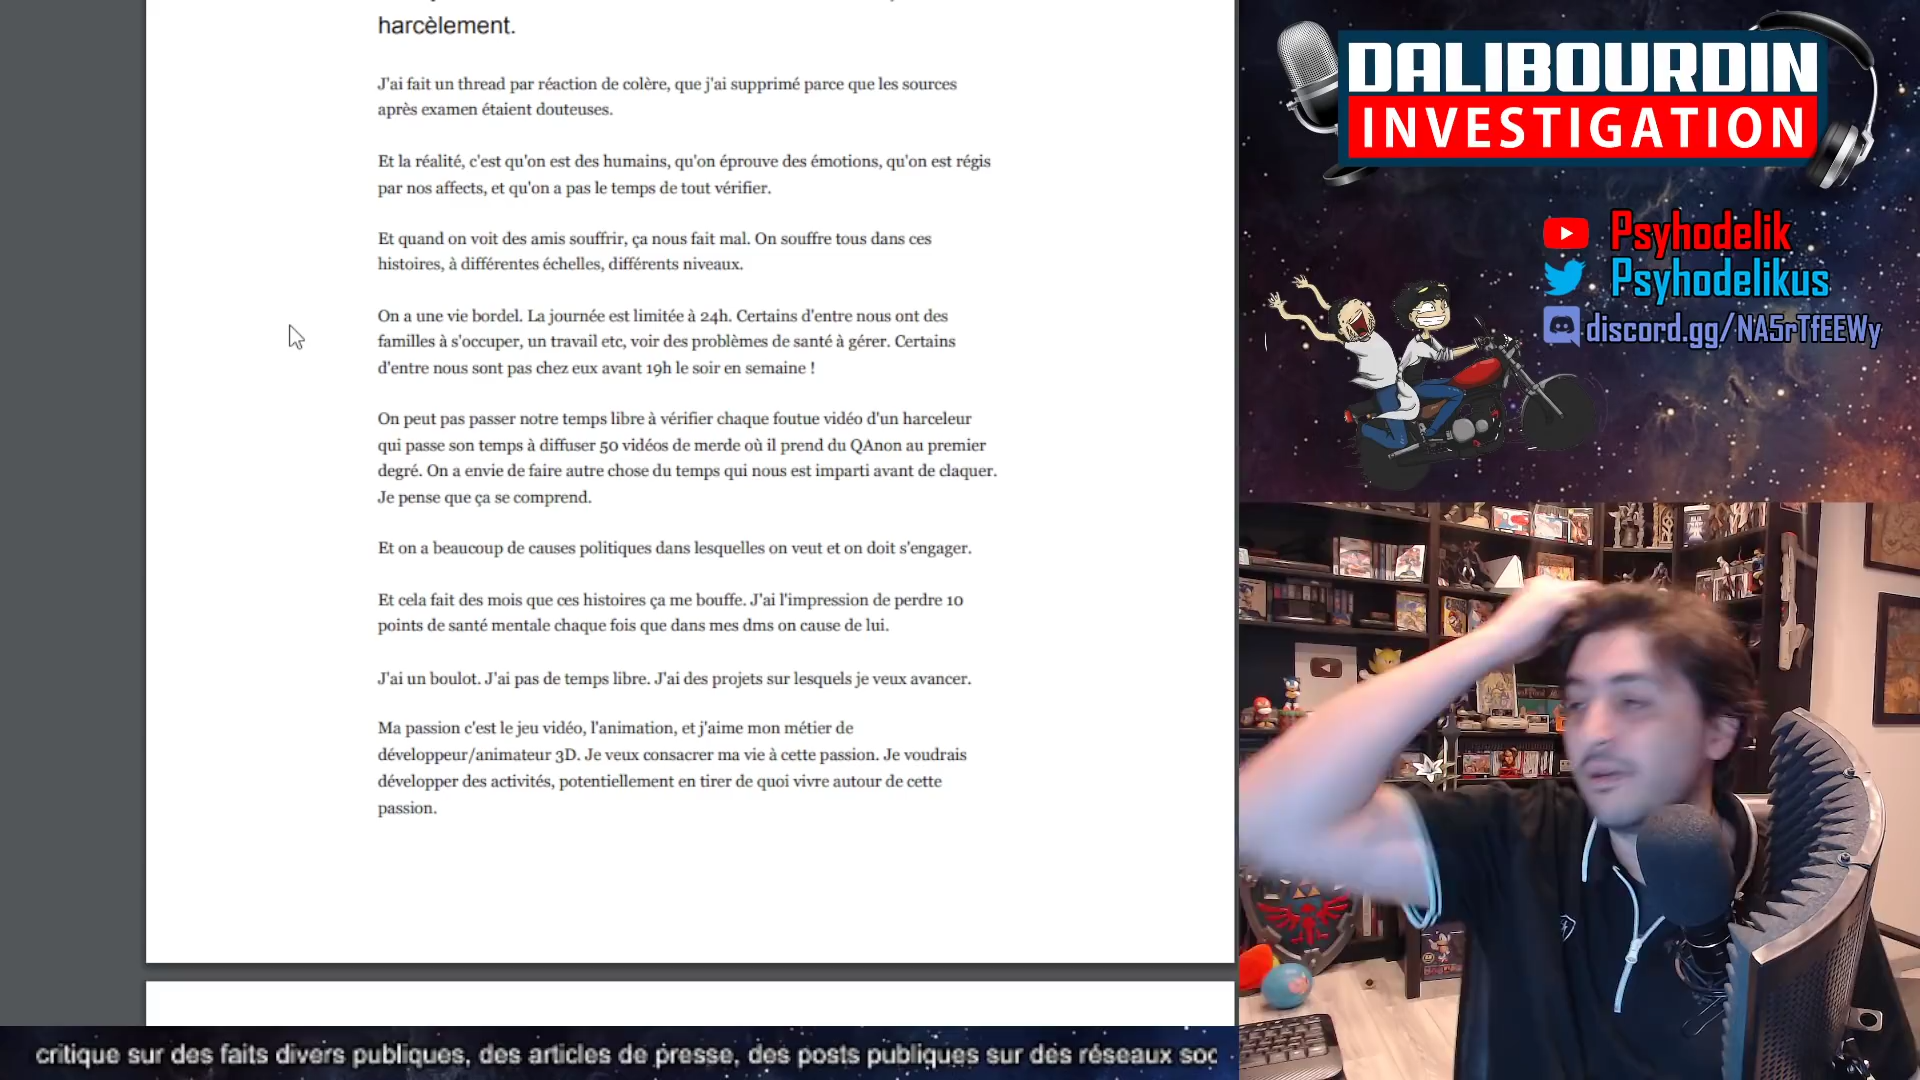 harcèlement.
J'ai fait un thread par réaction de colère, que j'ai supprimé parce que les sources
après examen étaient douteuses.
Et la réalité, c'est qu'on est des humains, qu'on éprouve des émotions, qu'on est régis
par nos affects, et qu'on a pas le temps de tout vérifier.
Et quand on voit des amis souffrir, ça nous fait mal. On souffre tous dans ces
histoires, à différentes échelles, différents niveaux.
On a une vie bordel. La journée est limitée à 24h. Certains d'entre nous ont des
familles à s'occuper, un travail etc, voir des problèmes de santé à gérer. Certains
d'entre nous sont pas chez eux avant 19h le soir en semaine !
On peut pas passer notre temps libre à vérifier chaque foutue vidéo d'un harceleur
qui passe son temps à diffuser 50 vidéos de merde où il prend du QAnon au premier
degré. On a envie de faire autre chose du temps qui nous est imparti avant de claquer.
Je pense que ça se comprend.
Et on a beaucoup de causes politiques dans lesquelles on veut et on doit s'engager.
Et cela fait des mois que ces histoires ça me bouffe. J'ai l'impression de perdre 10
points de santé mentale chaque fois que dans mes dms on cause de lui.
J'ai un boulot. J'ai pas de temps libre. J'ai des projets sur lesquels je veux avancer.
Ma passion c'est le jeu vidéo, l'animation, et j'aime mon métier de
développeur/animateur 3D. Je veux consacrer ma vie à cette passion. Je voudrais
développer des activités, potentiellement en tirer de quoi vivre autour de cette
passion.
critique sur des faits divers publiques, des articles de presse, des posts publiques sur des réseaux soc
DALIBOURDIN
INVESTIGATION
Psyhodelik
Psyhodelikus
discord.gg/NA5rTfEEWy